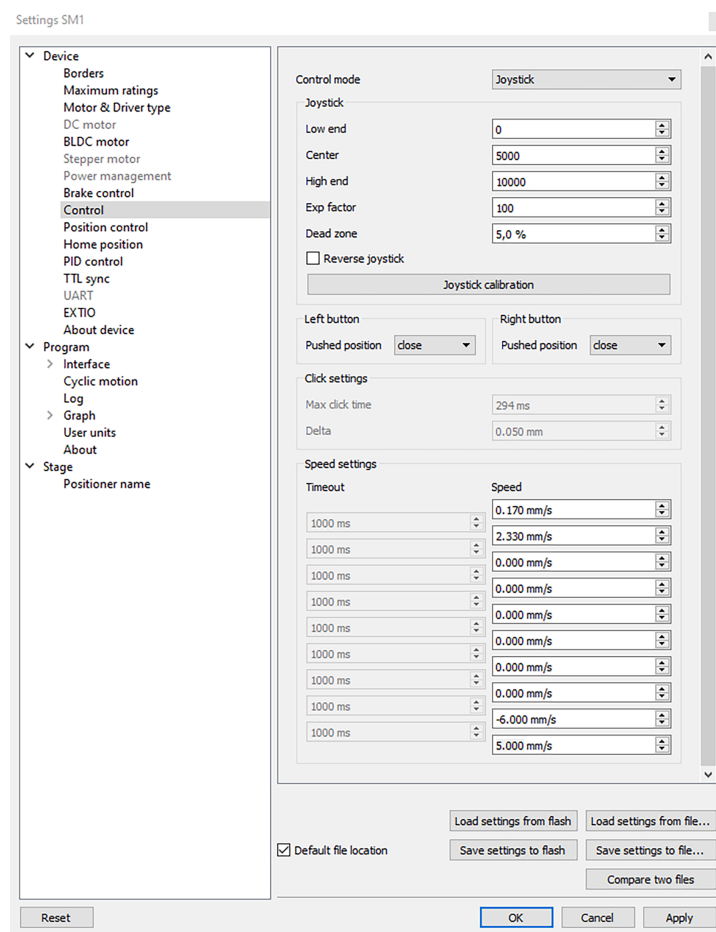 Settings SM1
Device
Borders
Maximum ratings
Motor & Driver type
DC motor
BLDC motor
Stepper motor
Power management
Brake control
Control
Position control
Home position
PID control
TTL sync
UART
EXTIO
About device
Program
Interface
Cyclic motion
Log
Graph
User units
About
Stage
Positioner name
Control mode Joystick
Joystick
Low end 0
Center 5000
High end 10000
Exp factor 100
Dead zone 5,0 %
Reverse joystick
Joystick calibration
Left button Right button
Pushed position close Pushed position close
Click settings
Max click time 294 ms
Delta 0.050 mm
Speed settings
Timeout Speed
0.170 mm/s
1000 ms
2.330 mm/s
1000 ms
0.000 mm/s
1000 ms
0.000 mm/s
1000 ms
0.000 mm/s
1000 ms
0.000 mm/s
1000 ms
0.000 mm/s
1000 ms
0.000 mm/s
1000 ms
-6.000 mm/s
1000 ms
5.000 mm/s
Load settings from flash Load settings from file...
Default file location Save settings to flash Save settings to file...
Compare two files
Reset OK Cancel Apply